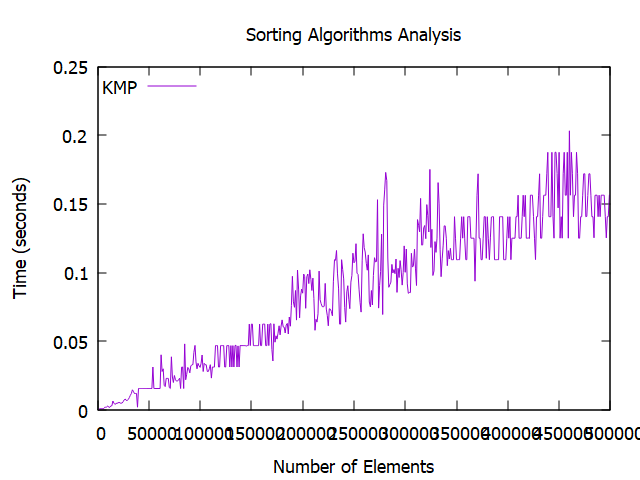 Sorting Algorithms Analysis
0.25
KMP
0.2
0.15
0.1
0.05
0
Time (seconds)
0 50000 100000 150000 200000 250000 300000 350000 400000 450000 500000
Number of Elements